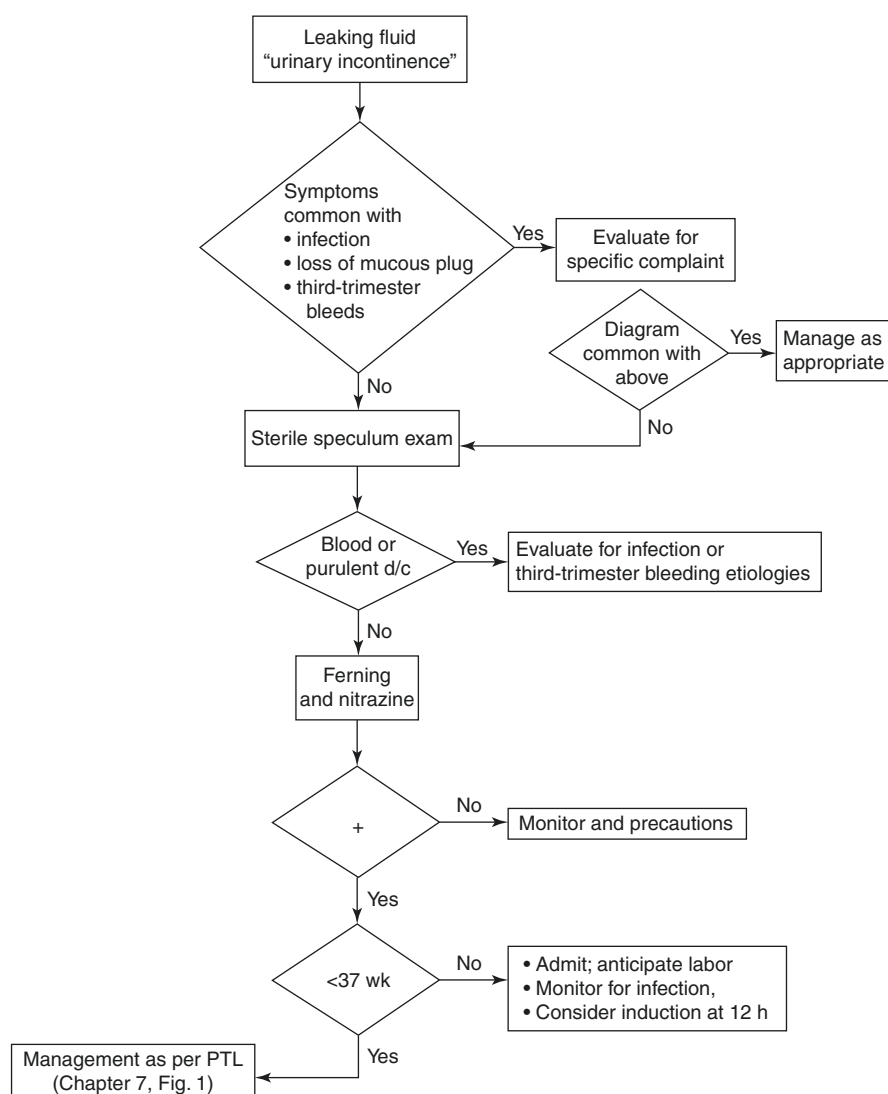 Leaking fluid
“urinary incontinence”
Symptoms
common with
• infection
• loss of mucous plug
• third-trimester
bleeds
Yes
Evaluate for
specific complaint
Diagram
common with
above
Yes
Manage as
appropriate
No
No
Sterile speculum exam
Blood or
purulent d/c
Yes
Evaluate for infection or
third-trimester bleeding etiologies
No
Ferning
and nitrazine
+
No
Monitor and precautions
Yes
<37 wk
No
• Admit; anticipate labor
• Monitor for infection,
• Consider induction at 12 h
Yes
Management as per PTL
(Chapter 7, Fig. 1)